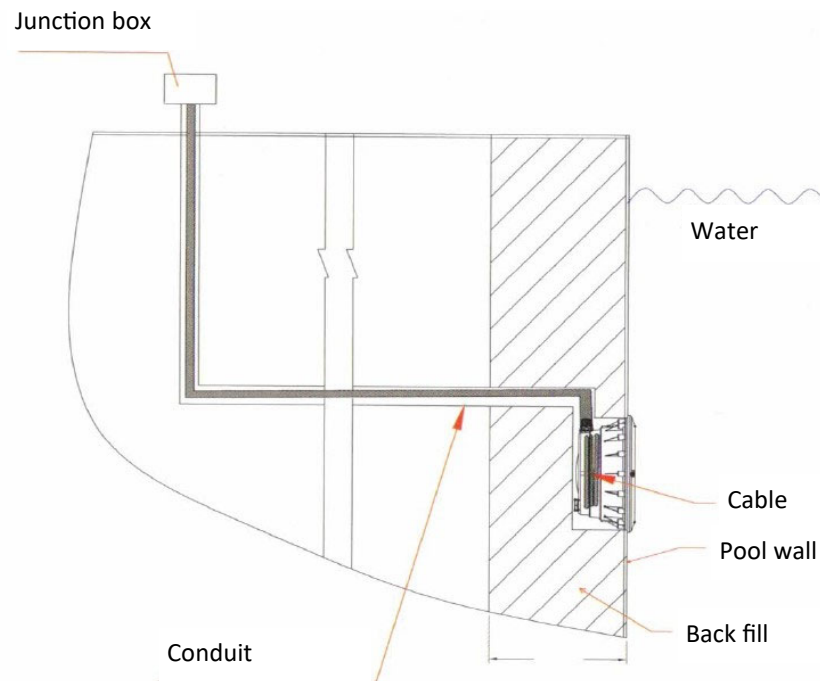 Junction box
Water
Cable
Pool wall
Back fill
Conduit